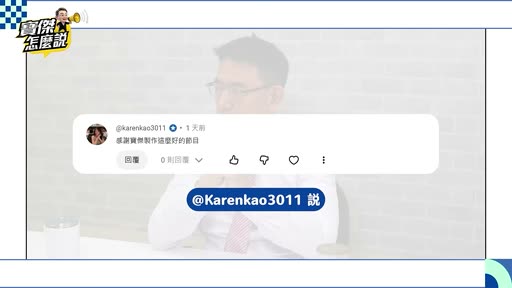 寶傑
怎麼說
@karenkao3011 • 1 天前
感謝寶傑製作這麼好的節目
回覆
0 則回覆
@Karenkao3011 說